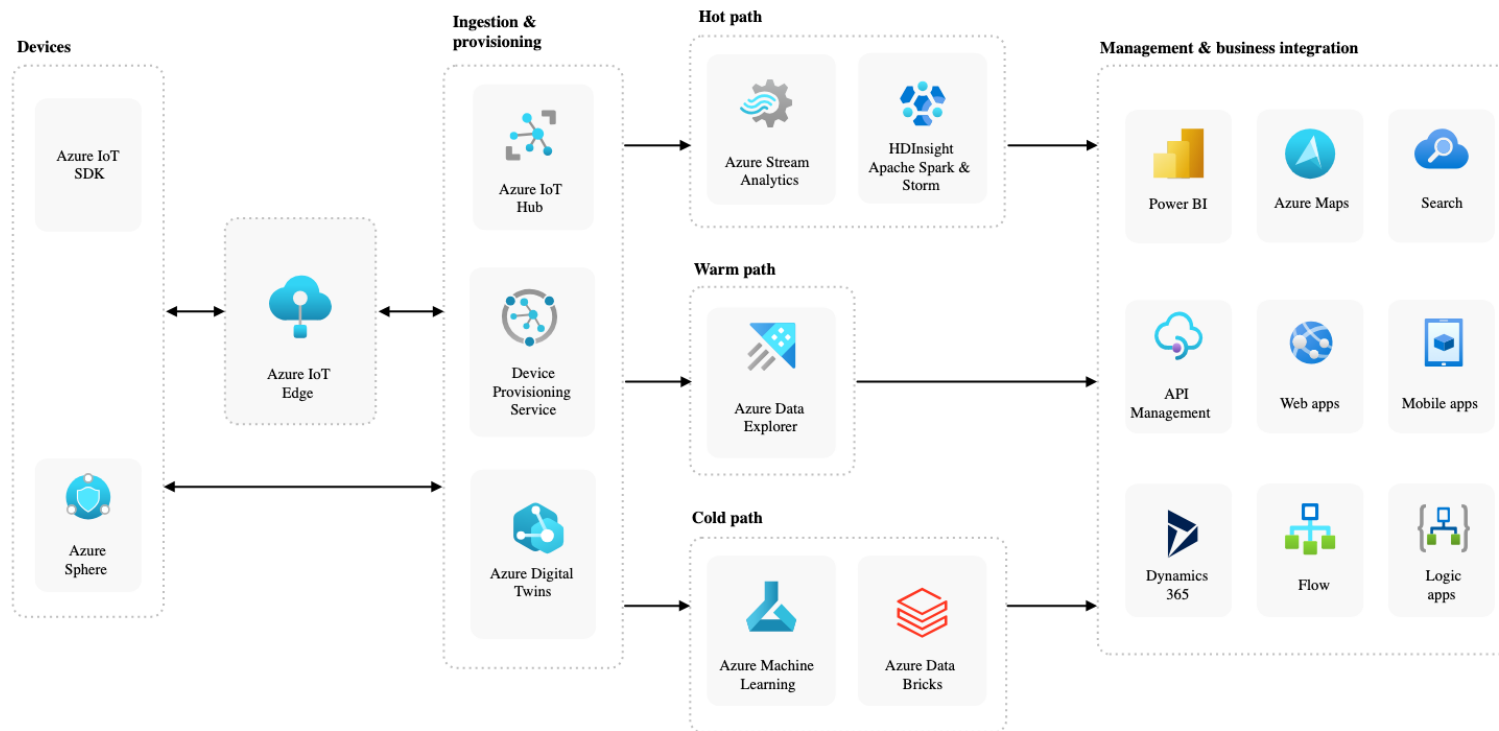 Devices
Azure IoT
SDK
Azure
Sphere
Azure IoT
Edge
Ingestion &
provisioning
Azure IoT
Hub
Device
Provisioning
Service
Azure Digital
Twins
Hot path
Azure Stream
Analytics
HDInsight
Apache Spark &
Storm
Warm path
Azure Data
Explorer
Cold path
Azure Machine
Learning
Azure Data
Bricks
Management & business integration
Power BI
Azure Maps
Search
API
Management
Web apps
Mobile apps
Dynamics
365
Flow
Logic
apps